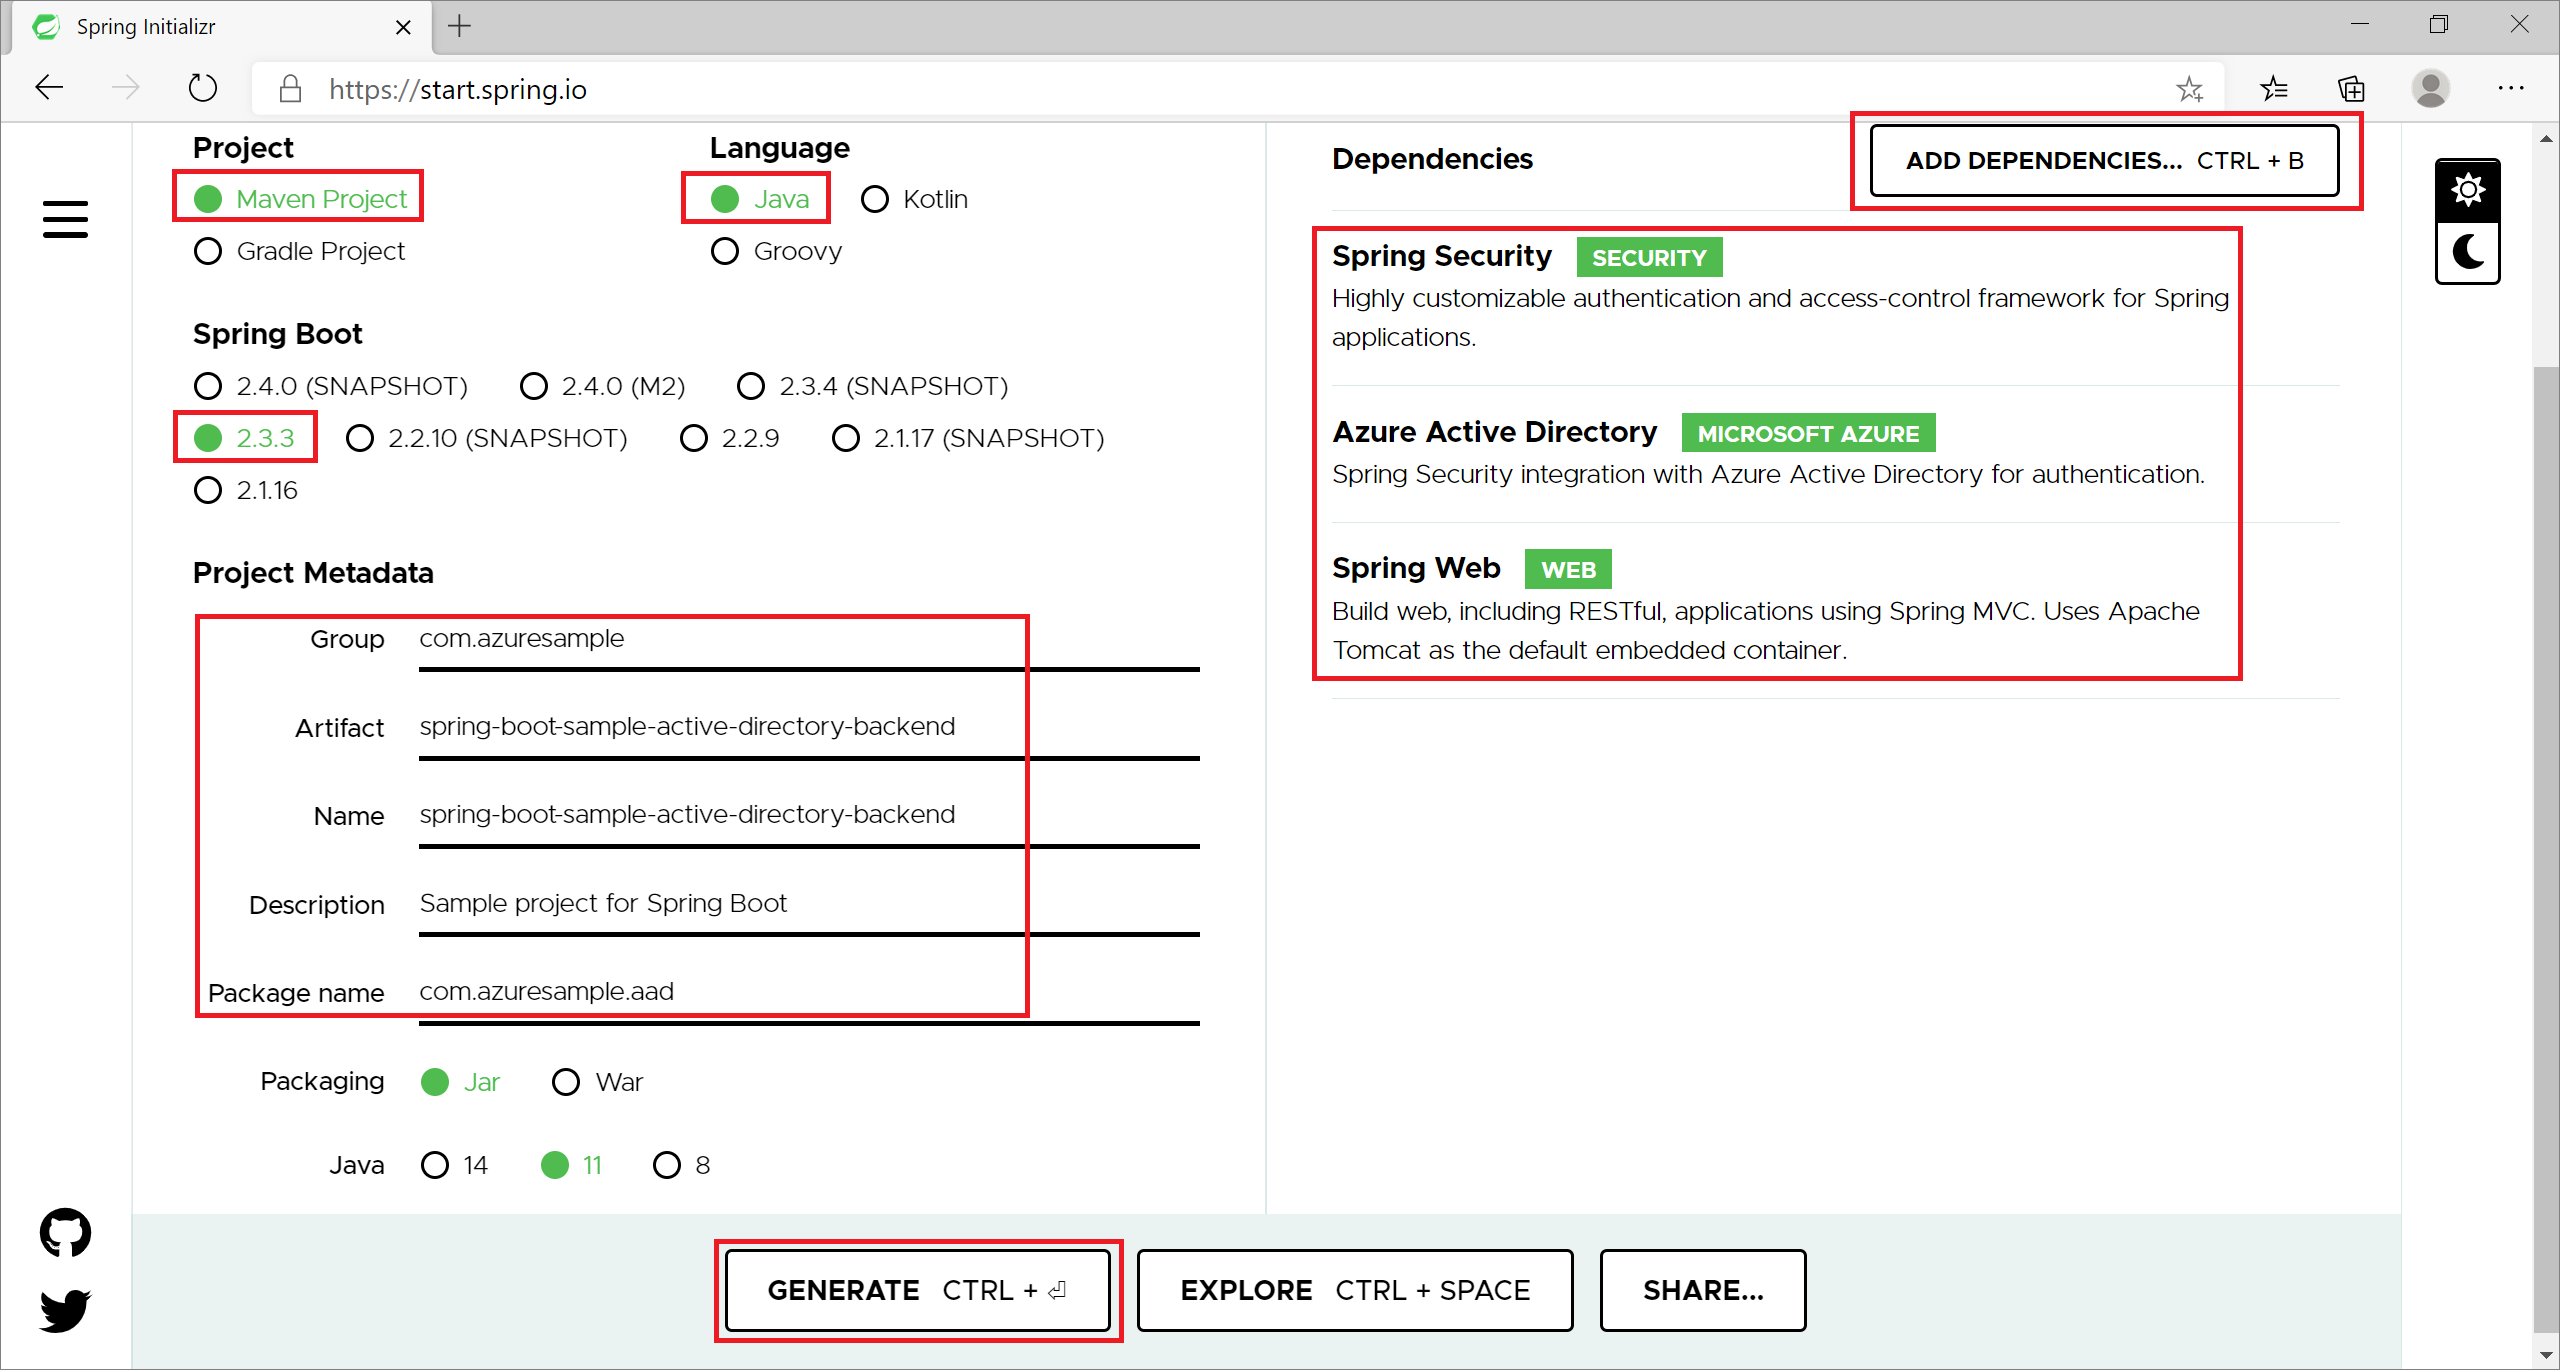 Spring Initializr
https://start.spring.io
Project
Maven Project
Gradle Project
Language
Java Kotlin
Groovy
Spring Boot
2.4.0 (SNAPSHOT) 2.4.0 (M2) 2.3.4 (SNAPSHOT)
2.3.3 2.2.10 (SNAPSHOT) 2.2.9 2.1.17 (SNAPSHOT)
2.1.16
Project Metadata
Group com.azuresample
Artifact spring-boot-sample-active-directory-backend
Name spring-boot-sample-active-directory-backend
Description Sample project for Spring Boot
Package name com.azuresample.aad
Packaging Jar War
Java 14 11 8
Dependencies
ADD DEPENDENCIES... CTRL + B
Spring Security SECURITY
Highly customizable authentication and access-control framework for Spring
applications.
Azure Active Directory MICROSOFT AZURE
Spring Security integration with Azure Active Directory for authentication.
Spring Web WEB
Build web, including RESTful, applications using Spring MVC. Uses Apache
Tomcat as the default embedded container.
GENERATE CTRL + ⏎
EXPLORE CTRL + SPACE
SHARE...